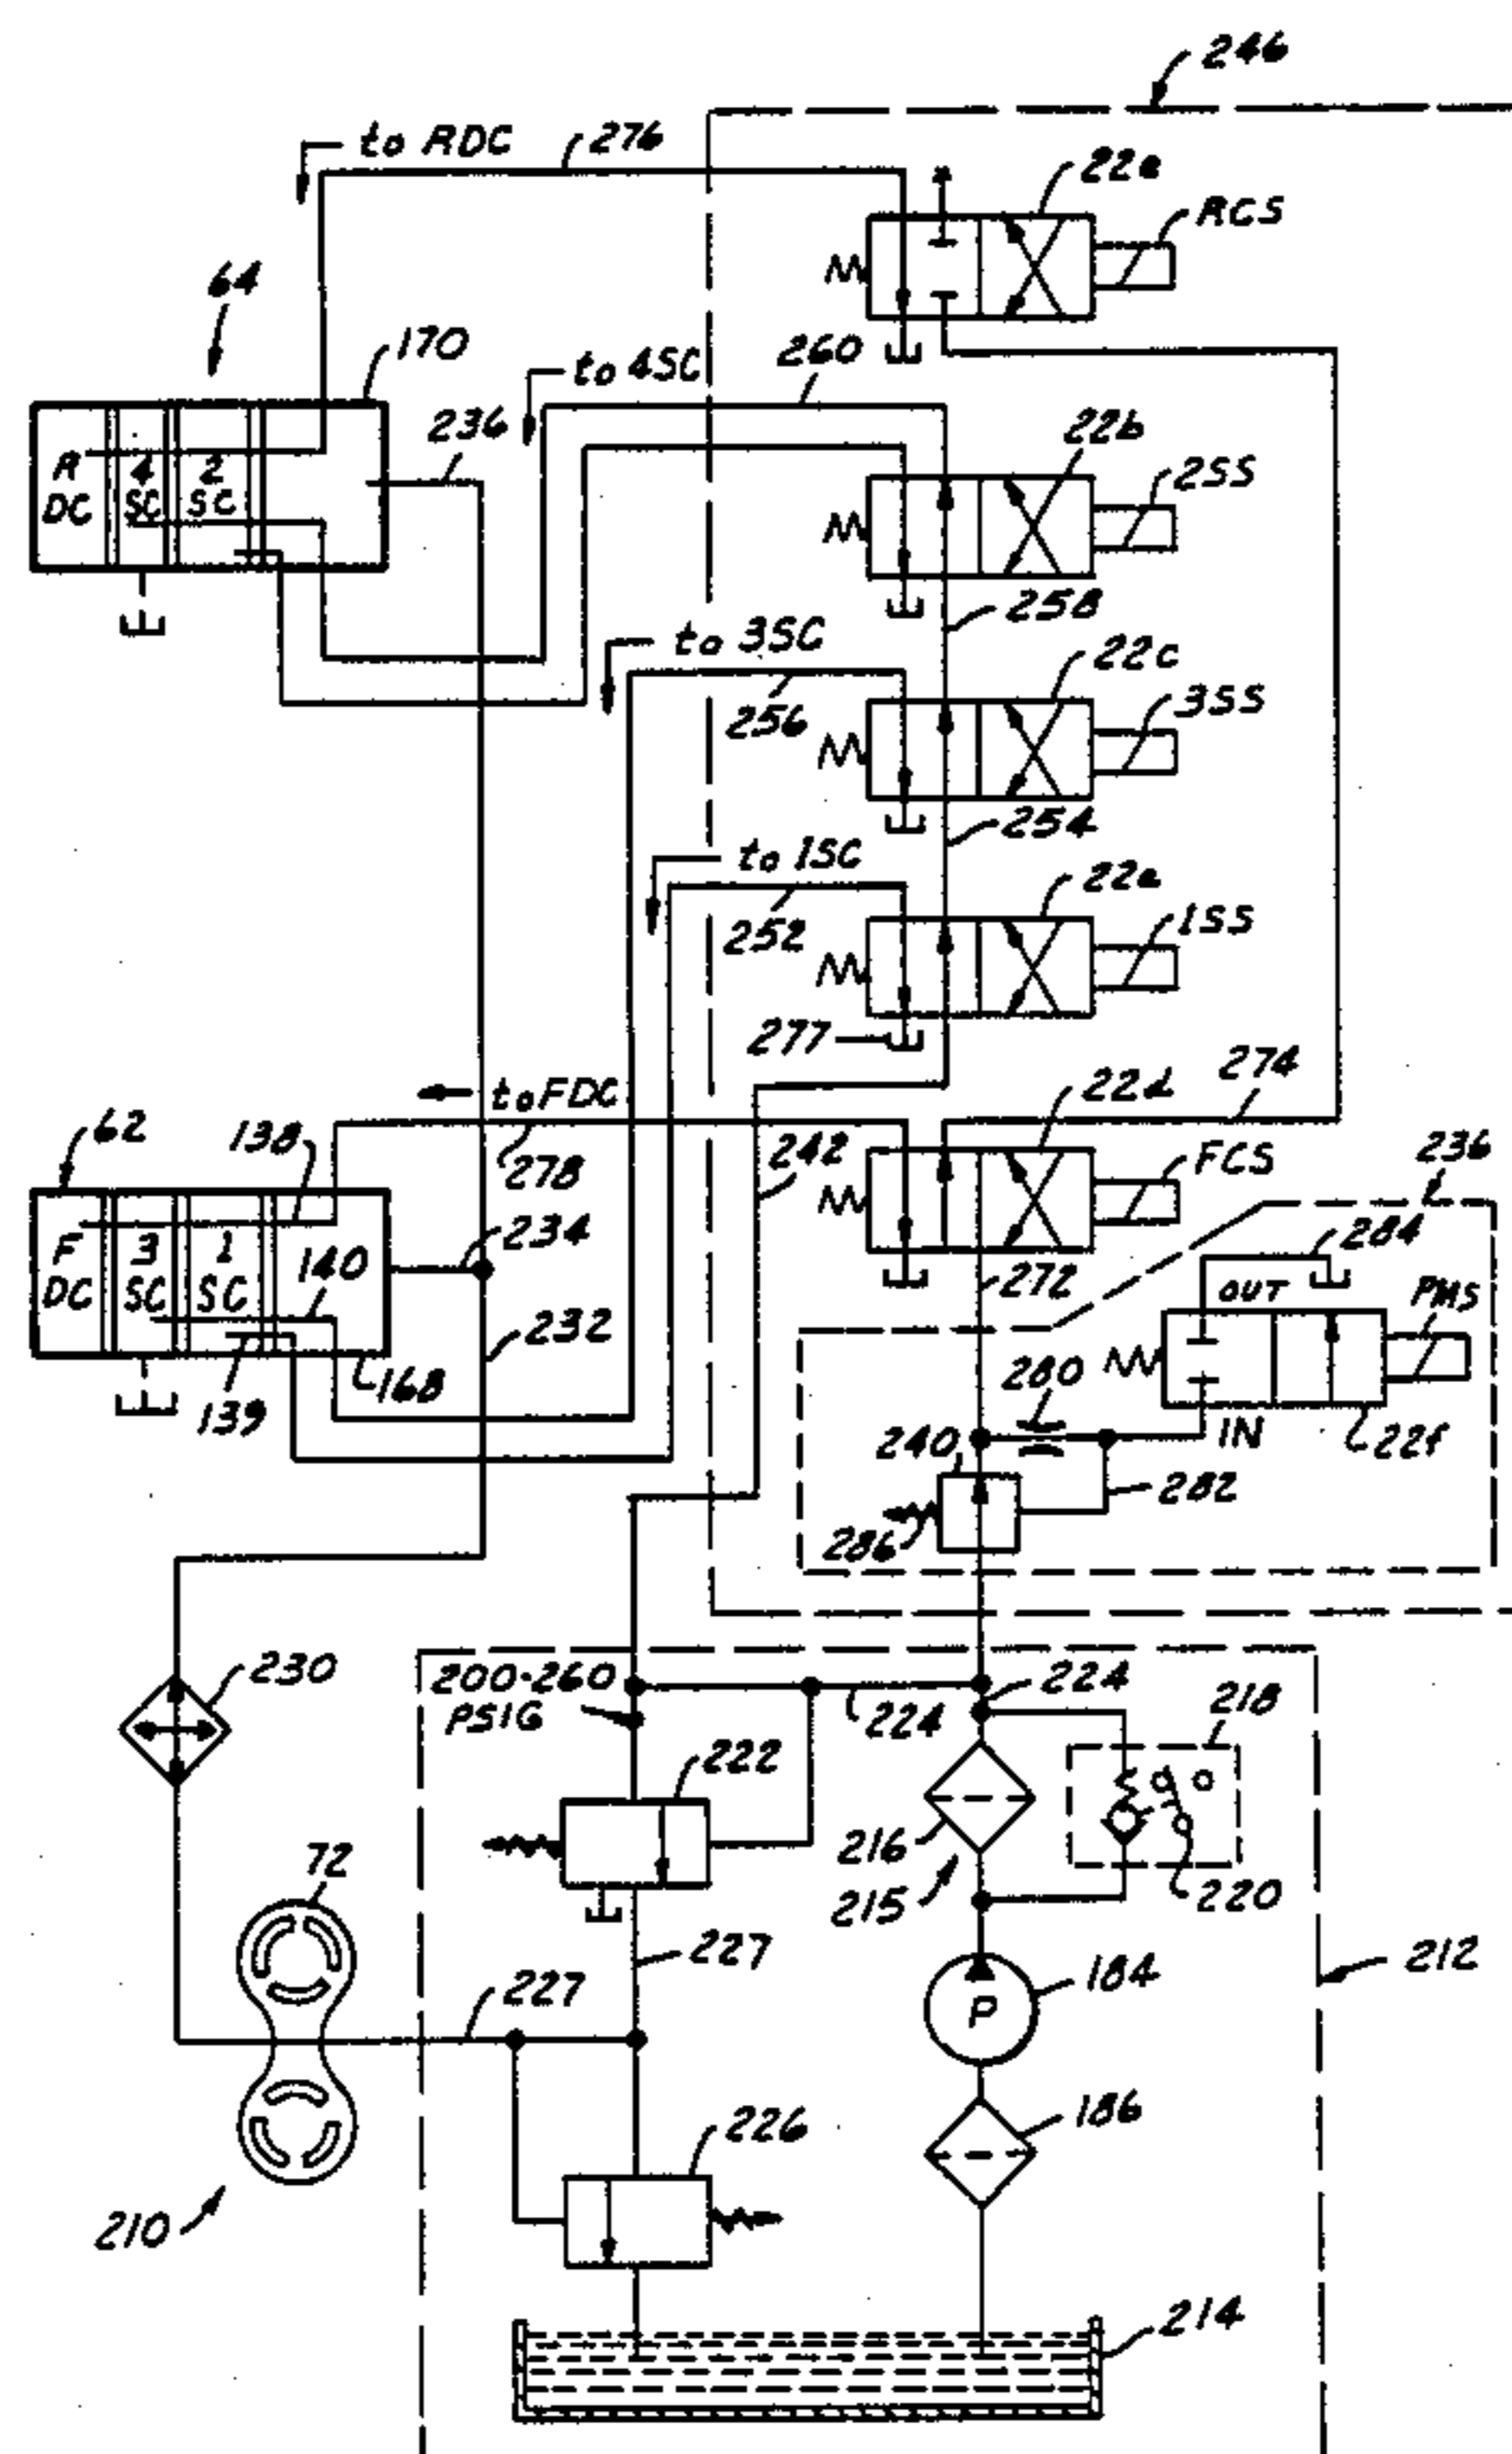 246
to RDC
276
22e
RCS
64
170
260
to 4SC
236
22b
2SS
R
DC
4
SC
2
SC
258
to 3SC
22c
3SS
256
254
to 1SC
22a
1SS
252
277
274
to FDC
22d
62
138
278
242
FCS
236
234
284
F
DC
3
SC
1
SC
140
272
OUT
PMS
232
280
139
168
240
IN
22f
282
286
230
200-260
PSIG
224
224
218
222
216
215
220
72
227
184
212
227
P
186
226
210
214